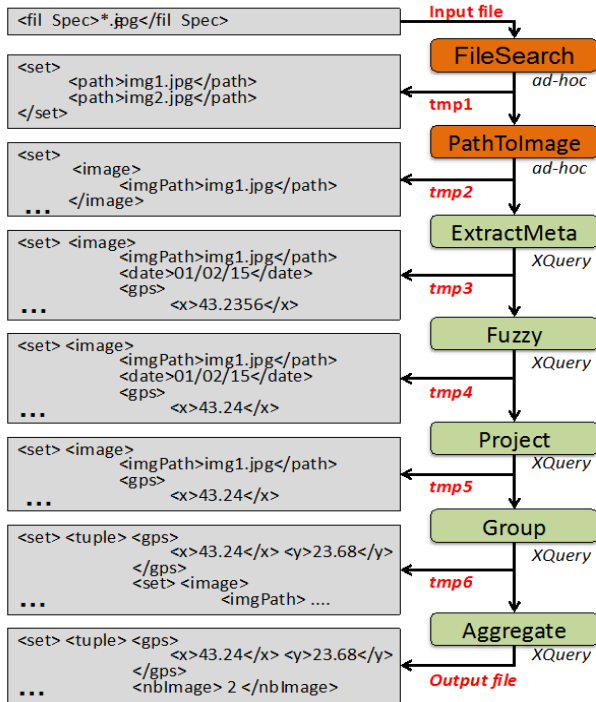 <fil Spec>*.jpg</fil Spec>
Input file
FileSearch
ad-hoc
<set>
<path>img1.jpg</path>
<path>img2.jpg</path>
</set>
tmp1
PathToImage
ad-hoc
<set>
<image>
<imgPath>img1.jpg</path>
... </image>
tmp2
ExtractMeta
XQuery
<set> <image>
<imgPath>img1.jpg</path>
<date>01/02/15</date>
<gps>
... <x>43.2356</x>
tmp3
Fuzzy
XQuery
<set> <image>
<imgPath>img1.jpg</path>
<date>01/02/15</date>
<gps>
... <x>43.24</x>
tmp4
Project
XQuery
<set> <image>
<imgPath>img1.jpg</path>
<gps>
... <x>43.24</x>
tmp5
Group
XQuery
<set> <tuple> <gps>
<x>43.24</x> <y>23.68</y>
</gps>
<set> <image>
... <imgPath> ....
tmp6
Aggregate
XQuery
<set> <tuple> <gps>
<x>43.24</x> <y>23.68</y>
</gps>
... <nbImage> 2 </nbImage>
Output file